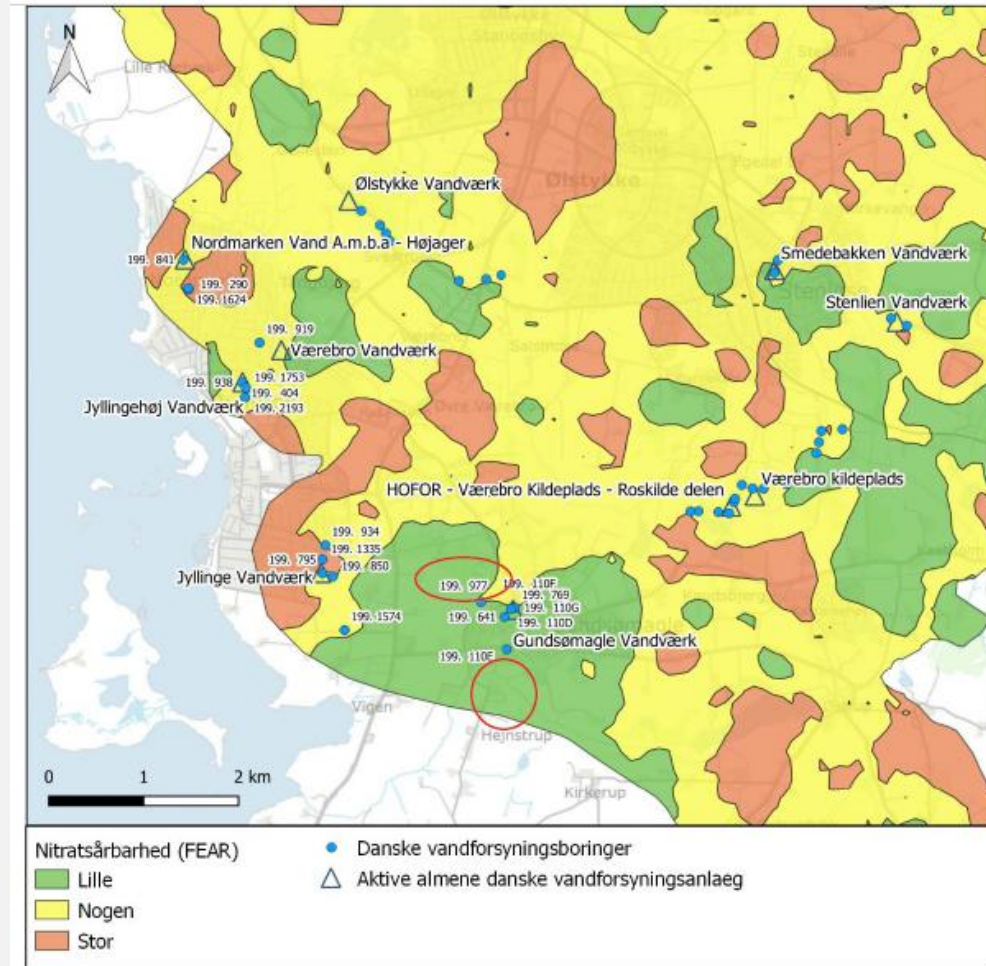 N
Ølstykke Vandværk
Ølstykke
Nordmarken Vand A.m.b.a - Højager
199. 841
199. 290
199. 1624
Smedebakken Vandværk
Stenlien Vandværk
199. 919
Værebro Vandværk
199. 938
199. 1753
199. 404
Jyllingehøj Vandværk
199. 2193
HOFOR - Værebro Kildeplads - Roskilde delen
Værebro kildeplads
199. 934
199. 1335
199. 795
199. 850
Jyllinge Vandværk
199. 977
199. 110F
199. 769
199. 110G
199. 641
199. 110D
199. 1574
Gundsømagle Vandværk
199. 110E
Vigen
Hejnstrup
Kirkerup
0 1 2 km
Nitratsårbarhed (FEAR)
Lille
Nogen
Stor
Danske vandforsyningsboringer
Aktive almene danske vandforsyningsanlaeg